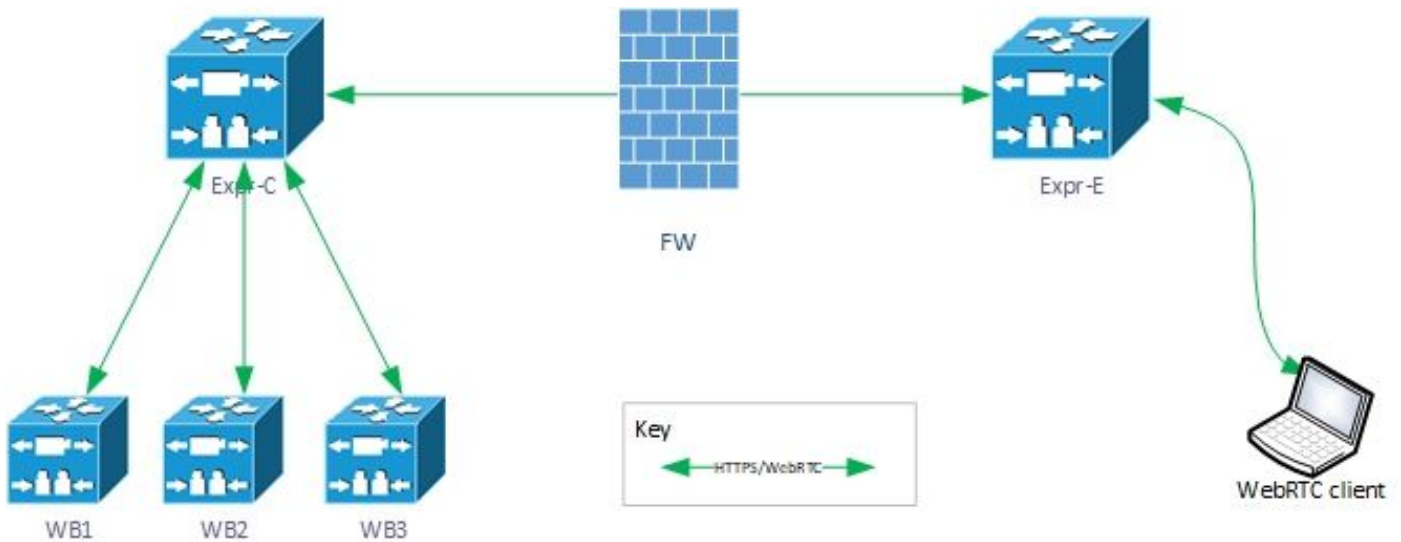 Expr-C
Expr-E
FW
Key
HTTPS/WebRTC
WebRTC client
WB1
WB2
WB3